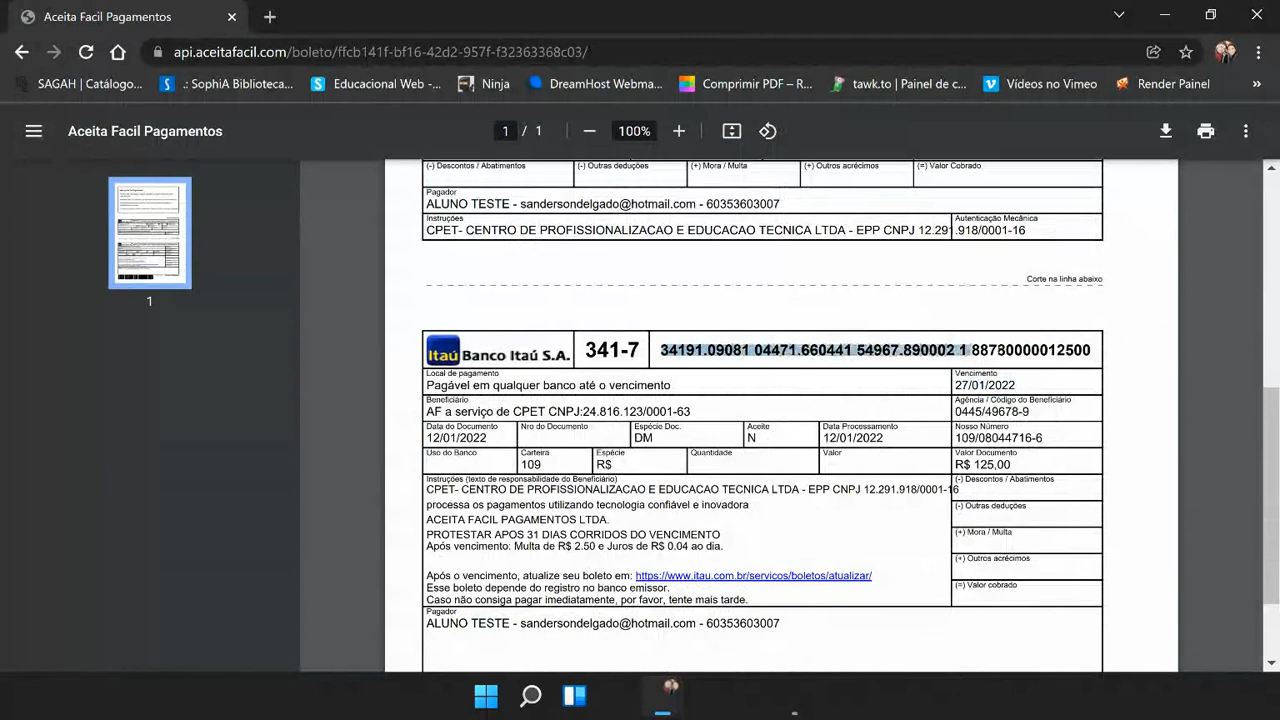 Aceita Facil Pagamentos
api.aceitafacil.com/boleto/ffcb141f-bf16-42d2-957f-f32363368c03/
SAGAH | Catálogo... .: SophiA Biblioteca... Educacional Web -... Ninja DreamHost Webma... Comprimir PDF – R... tawk.to | Painel de c... Vídeos no Vimeo Render Panel »
Aceita Facil Pagamentos 1 / 1 100%
(-) Descontos / Abatimentos (-) Outras deduções (+) Mora / Multa (+) Outros acrécimos (=) Valor Cobrado
Pagador
ALUNO TESTE - sandersondelgado@hotmail.com - 60353603007
Instruções Autenticação Mecânica
CPET- CENTRO DE PROFISSIONALIZACAO E EDUCACAO TECNICA LTDA - EPP CNPJ 12.291.918/0001-16
1
Corte na linha abaixo
Itaú Banco Itaú S.A. 341-7 34191.09081 04471.660441 54967.890002 1 88780000012500
Local de pagamento Vencimento
Pagável em qualquer banco até o vencimento 27/01/2022
Beneficiário Agência / Código do Beneficiário
AF a serviço de CPET CNPJ:24.816.123/0001-63 0445/49678-9
Data do Documento Nro do Documento Espécie Doc. Aceite Data Processamento Nosso Número
12/01/2022 DM N 12/01/2022 109/08044716-6
Uso do Banco Carteira Espécie Quantidade Valor Valor Documento
109 R$ R$ 125,00
Instruções (texto de responsabilidade do Beneficiário) (-) Descontos / Abatimentos
CPET- CENTRO DE PROFISSIONALIZACAO E EDUCACAO TECNICA LTDA - EPP CNPJ 12.291.918/0001-16
processa os pagamentos utilizando tecnologia confiável e inovadora (-) Outras deduções
ACEITA FACIL PAGAMENTOS LTDA.
PROTESTAR APOS 31 DIAS CORRIDOS DO VENCIMENTO (+) Mora / Multa
Após vencimento: Multa de R$ 2.50 e Juros de R$ 0.04 ao dia.
(+) Outros acrécimos
Após o vencimento, atualize seu boleto em: https://www.itau.com.br/servicos/boletos/atualizar/
Esse boleto depende do registro no banco emissor. (=) Valor cobrado
Caso não consiga pagar imediatamente, por favor, tente mais tarde.
Pagador
ALUNO TESTE - sandersondelgado@hotmail.com - 60353603007